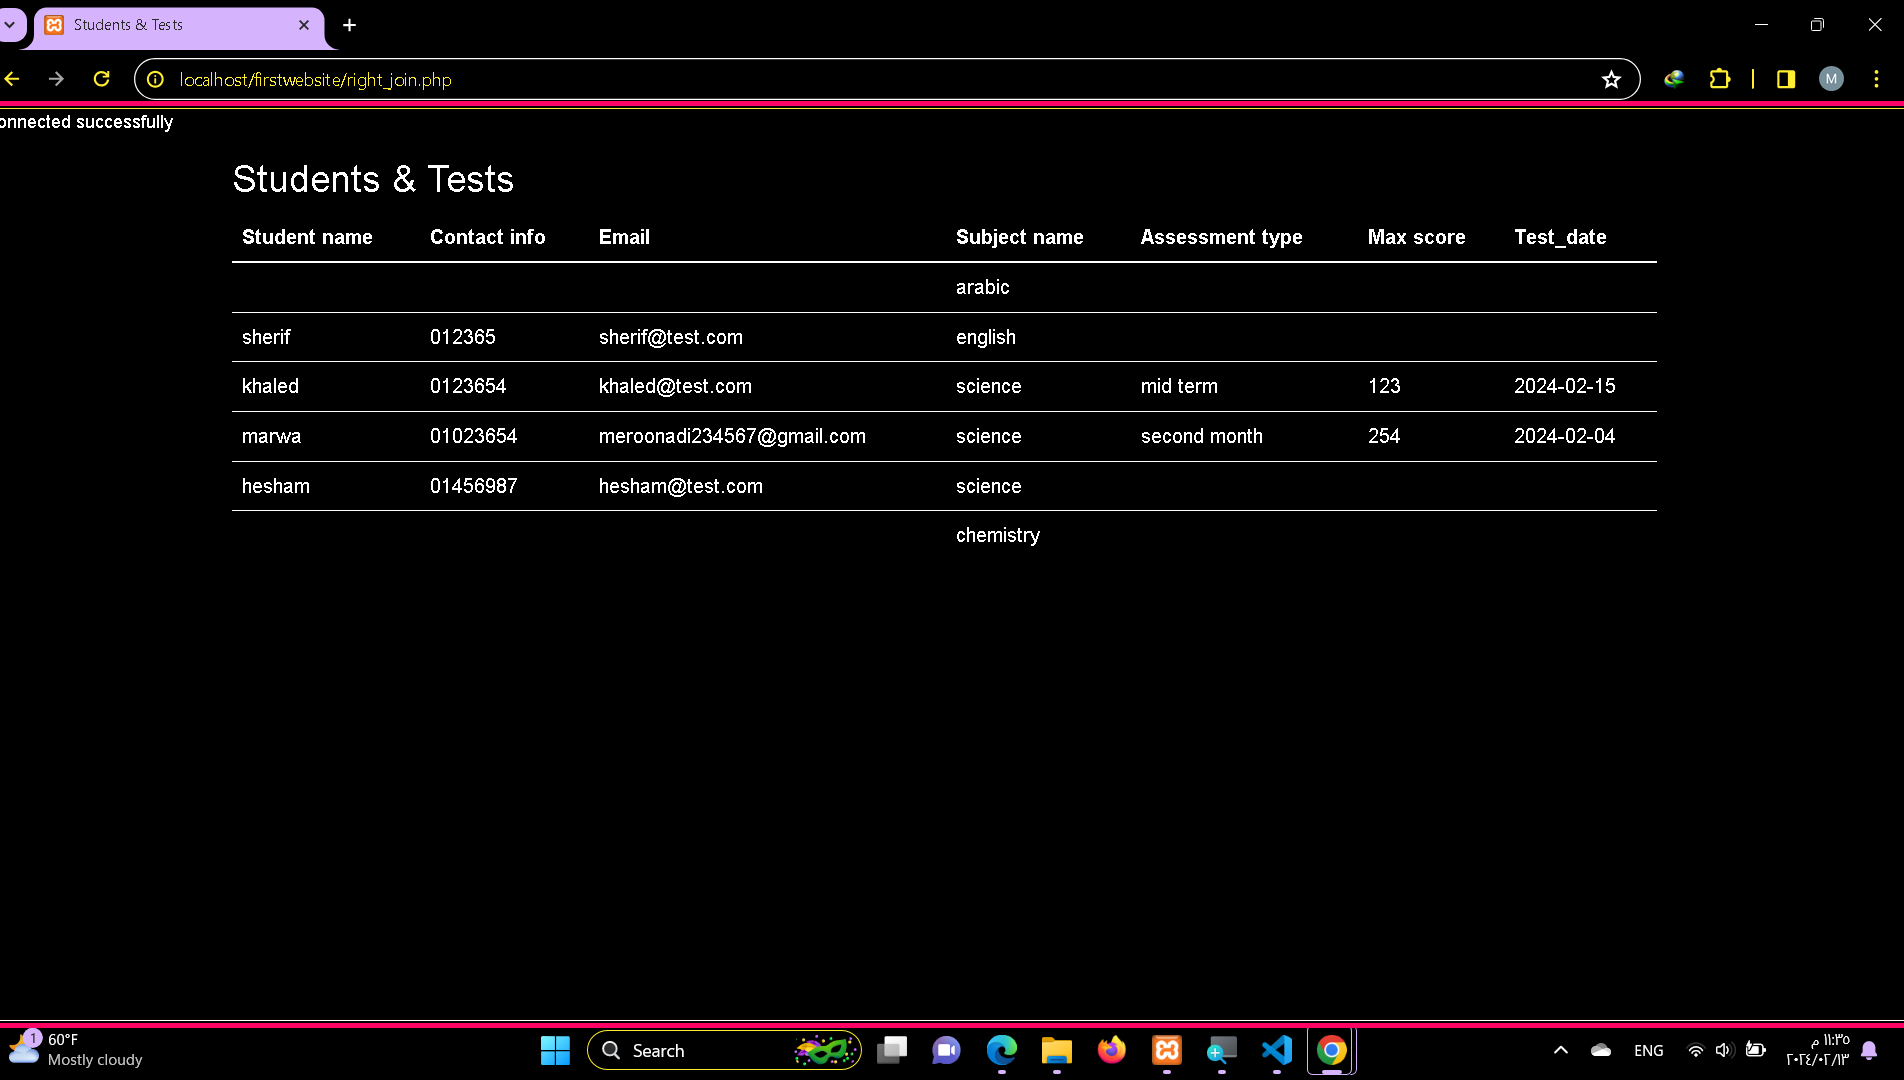 Students & Tests
localhost/firstwebsite/right_join.php
onnected successfully
Students & Tests
Student name Contact info Email Subject name Assessment type Max score Test_date
arabic
sherif 012365 sherif@test.com english
khaled 0123654 khaled@test.com science mid term 123 2024-02-15
marwa 01023654 meroonadi234567@gmail.com science second month 254 2024-02-04
hesham 01456987 hesham@test.com science
chemistry
1
60°F
Mostly cloudy
Search
ENG
١١:٣٥ م
٢٠٢٤/٠٢/١٣
M